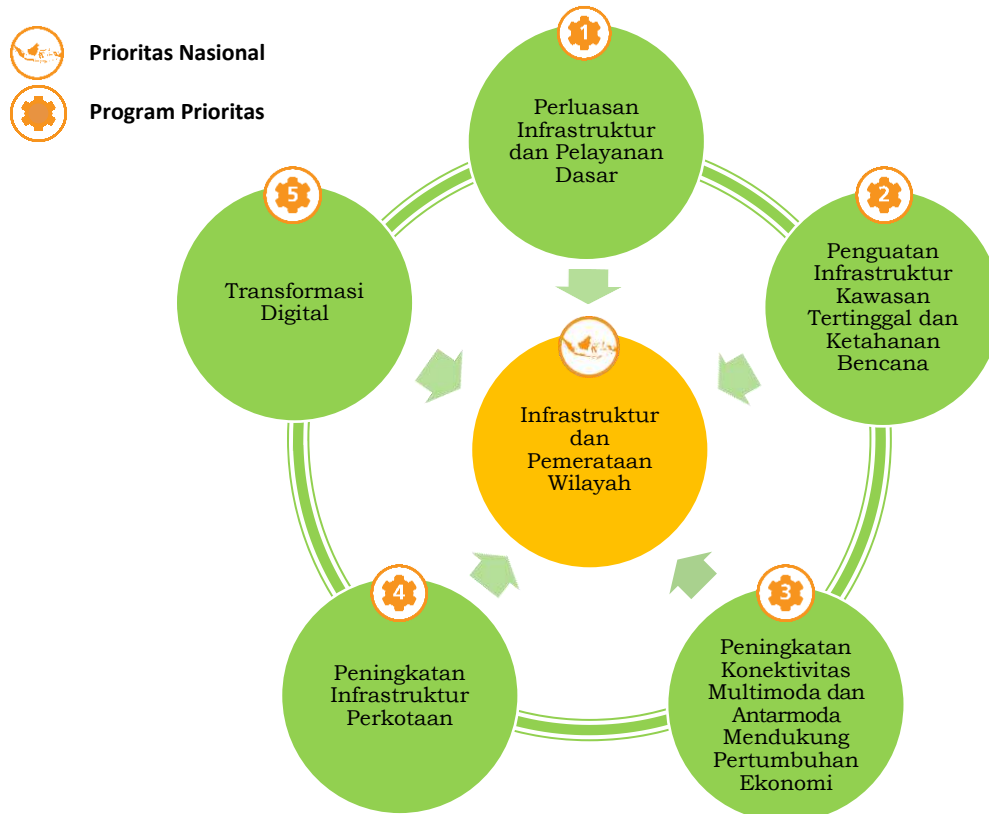 Prioritas Nasional
Program Prioritas
1
Perluasan
Infrastruktur
dan Pelayanan
Dasar
2
Penguatan
Infrastruktur
Kawasan
Tertinggal dan
Ketahanan
Bencana
3
Peningkatan
Konektivitas
Multimoda dan
Antarmoda
Mendukung
Pertumbuhan
Ekonomi
4
Peningkatan
Infrastruktur
Perkotaan
5
Transformasi
Digital
Infrastruktur
dan
Pemerataan
Wilayah